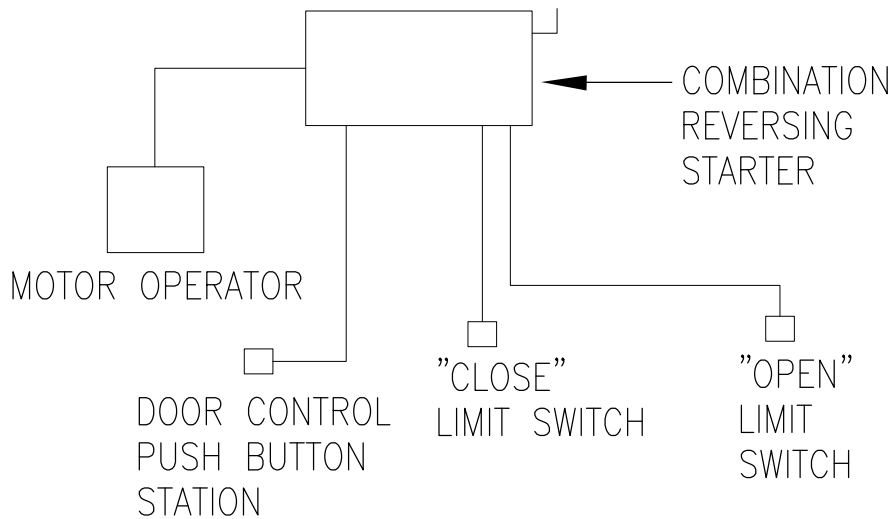 COMBINATION
REVERSING
STARTER
MOTOR OPERATOR
DOOR CONTROL
PUSH BUTTON
STATION
"CLOSE"
LIMIT SWITCH
"OPEN"
LIMIT
SWITCH